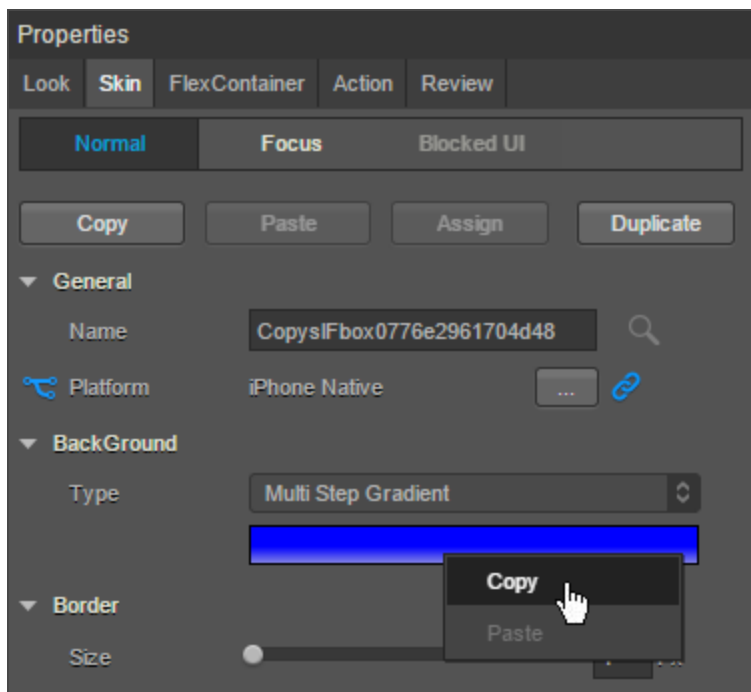 Properties
Look Skin FlexContainer Action Review
Normal Focus Blocked UI
Copy Paste Assign Duplicate
General
Name CopyslFbox0776e2961704d48
Platform iPhone Native ...
BackGround
Type Multi Step Gradient
Copy
Border
Paste
Size